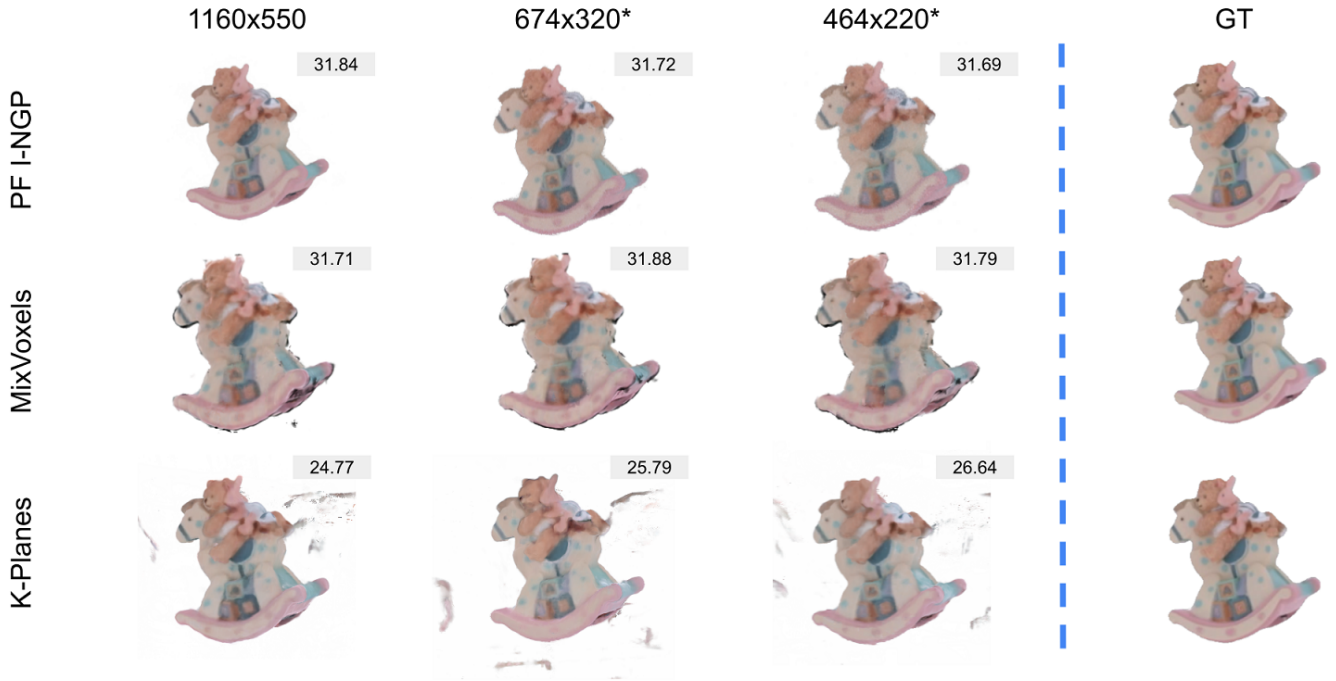 1160x550 674x320* 464x220* GT
PF I-NGP
31.84 31.72 31.69
MixVoxels
31.71 31.88 31.79
K-Planes
24.77 25.79 26.64